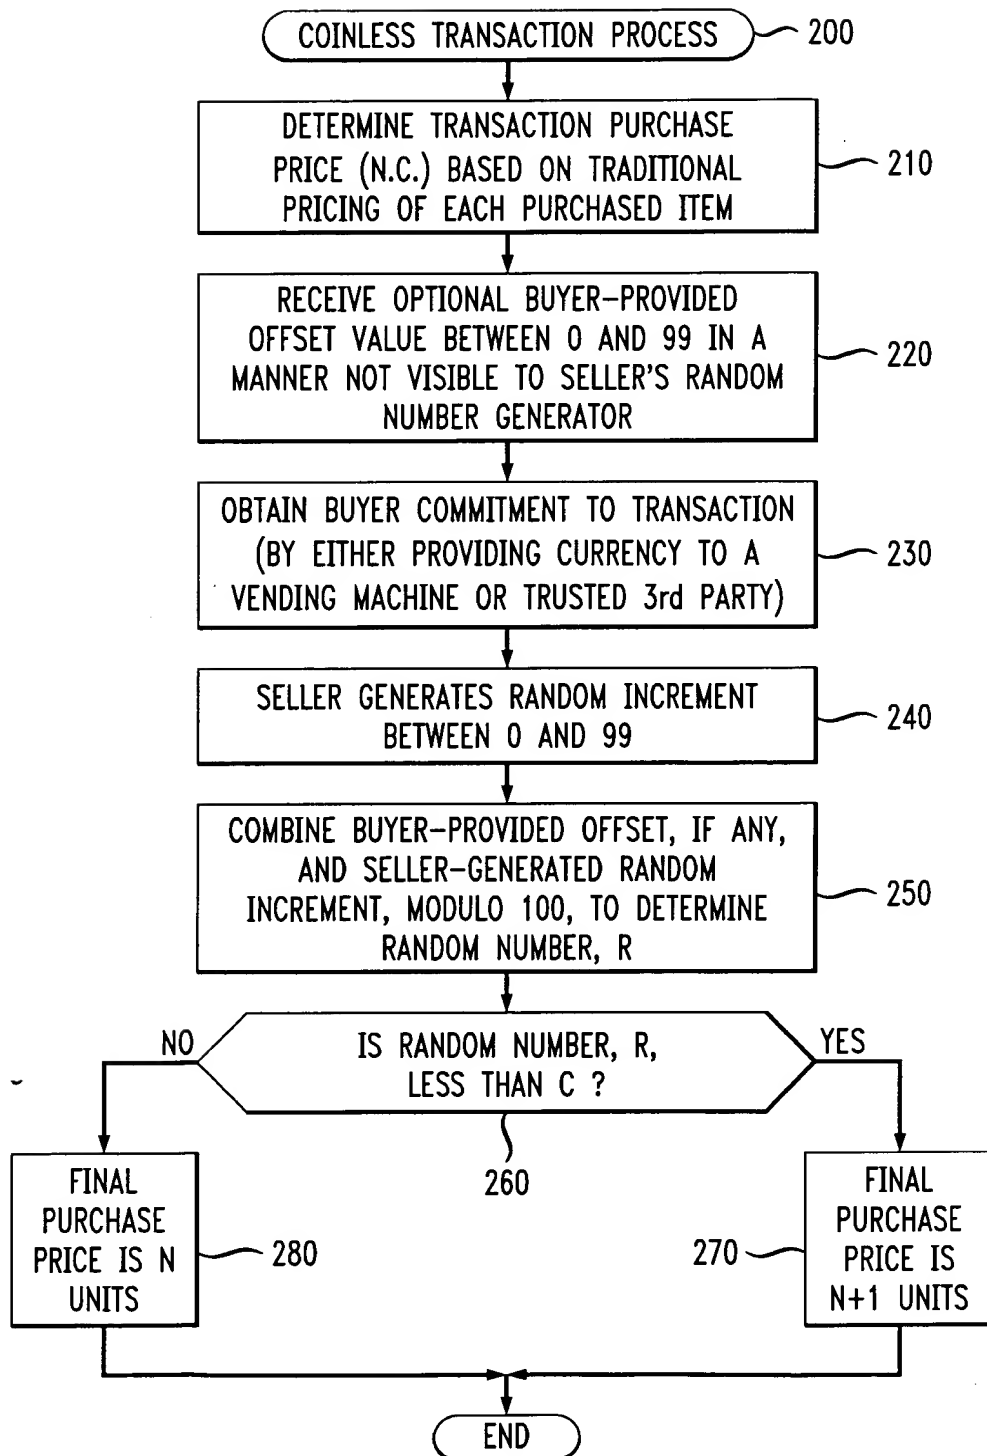 COINLESS TRANSACTION PROCESS
200
DETERMINE TRANSACTION PURCHASE
PRICE (N.C.) BASED ON TRADITIONAL
PRICING OF EACH PURCHASED ITEM
210
RECEIVE OPTIONAL BUYER-PROVIDED
OFFSET VALUE BETWEEN 0 AND 99 IN A
MANNER NOT VISIBLE TO SELLER'S RANDOM
NUMBER GENERATOR
220
OBTAIN BUYER COMMITMENT TO TRANSACTION
(BY EITHER PROVIDING CURRENCY TO A
VENDING MACHINE OR TRUSTED 3rd PARTY)
230
SELLER GENERATES RANDOM INCREMENT
BETWEEN 0 AND 99
240
COMBINE BUYER-PROVIDED OFFSET, IF ANY,
AND SELLER-GENERATED RANDOM
INCREMENT, MODULO 100, TO DETERMINE
RANDOM NUMBER, R
250
NO
IS RANDOM NUMBER, R,
LESS THAN C ?
YES
260
FINAL
PURCHASE
PRICE IS N
UNITS
280
270
FINAL
PURCHASE
PRICE IS
N+1 UNITS
END